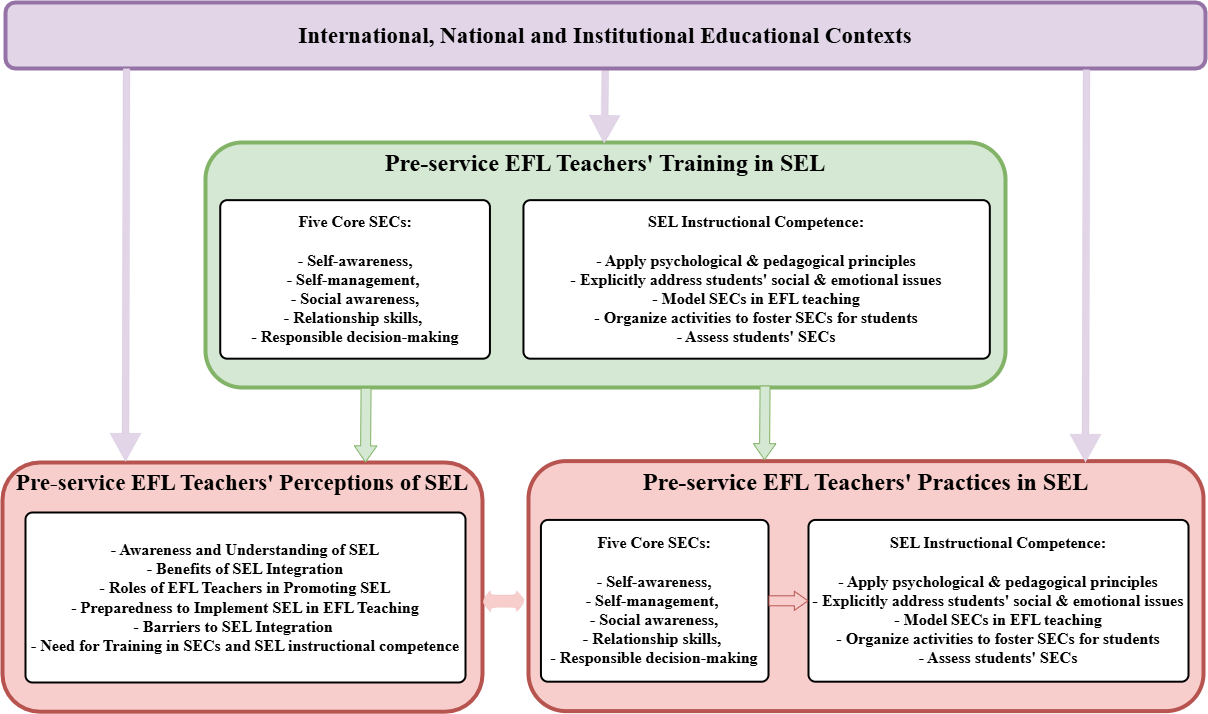 International, National and Institutional Educational Contexts
Pre-service EFL Teachers' Training in SEL
Five Core SECs:
- Self-awareness,
- Self-management,
- Social awareness,
- Relationship skills,
- Responsible decision-making
SEL Instructional Competence:
- Apply psychological & pedagogical principles
- Explicitly address students' social & emotional issues
- Model SECs in EFL teaching
- Organize activities to foster SECs for students
- Assess students' SECs
Pre-service EFL Teachers' Perceptions of SEL
- Awareness and Understanding of SEL
- Benefits of SEL Integration
- Roles of EFL Teachers in Promoting SEL
- Preparedness to Implement SEL in EFL Teaching
- Barriers to SEL Integration
- Need for Training in SECs and SEL instructional competence
Pre-service EFL Teachers' Practices in SEL
Five Core SECs:
- Self-awareness,
- Self-management,
- Social awareness,
- Relationship skills,
- Responsible decision-making
SEL Instructional Competence:
- Apply psychological & pedagogical principles
- Explicitly address students' social & emotional issues
- Model SECs in EFL teaching
- Organize activities to foster SECs for students
- Assess students' SECs